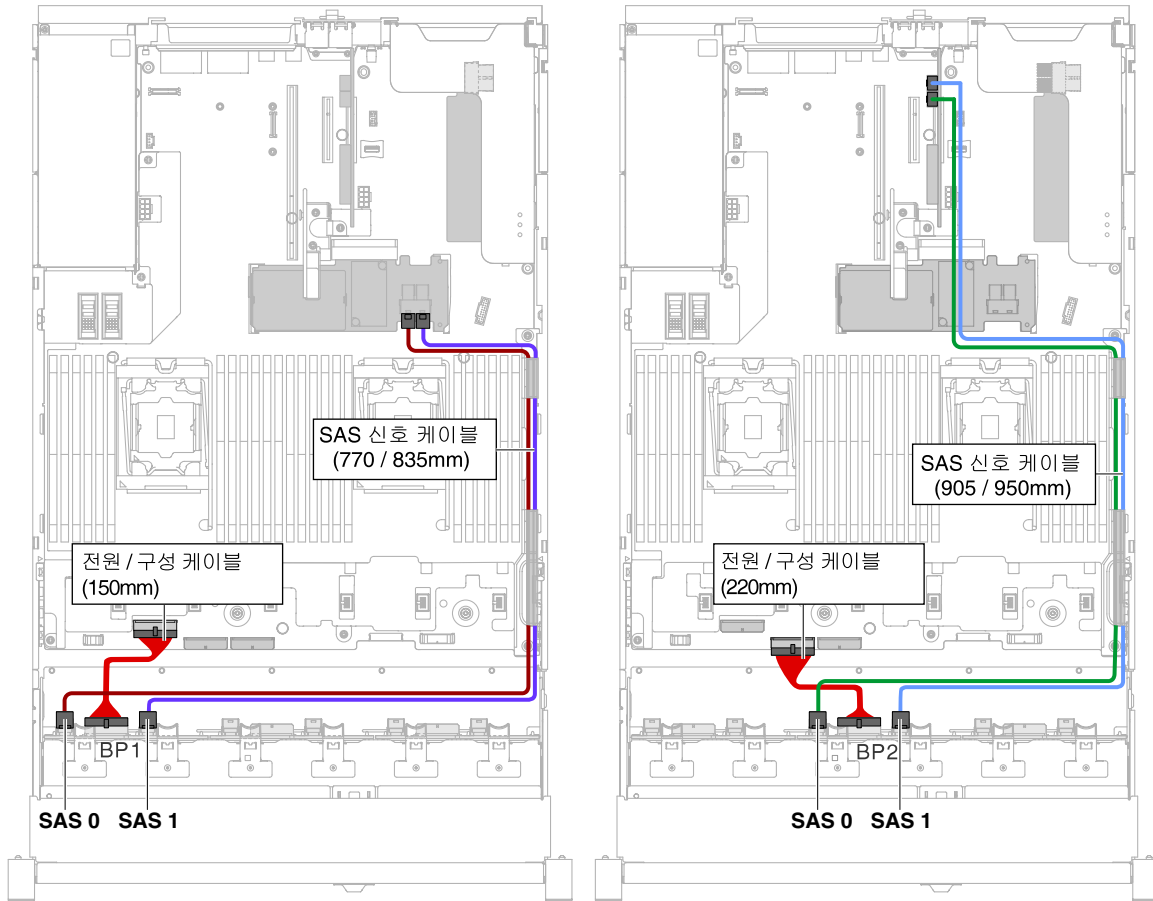 SAS 신호 케이블
(770 / 835mm)
전원 / 구성 케이블
(150mm)
BP1
SAS 0
SAS 1
SAS 신호 케이블
(905 / 950mm)
전원 / 구성 케이블
(220mm)
BP2
SAS 0
SAS 1